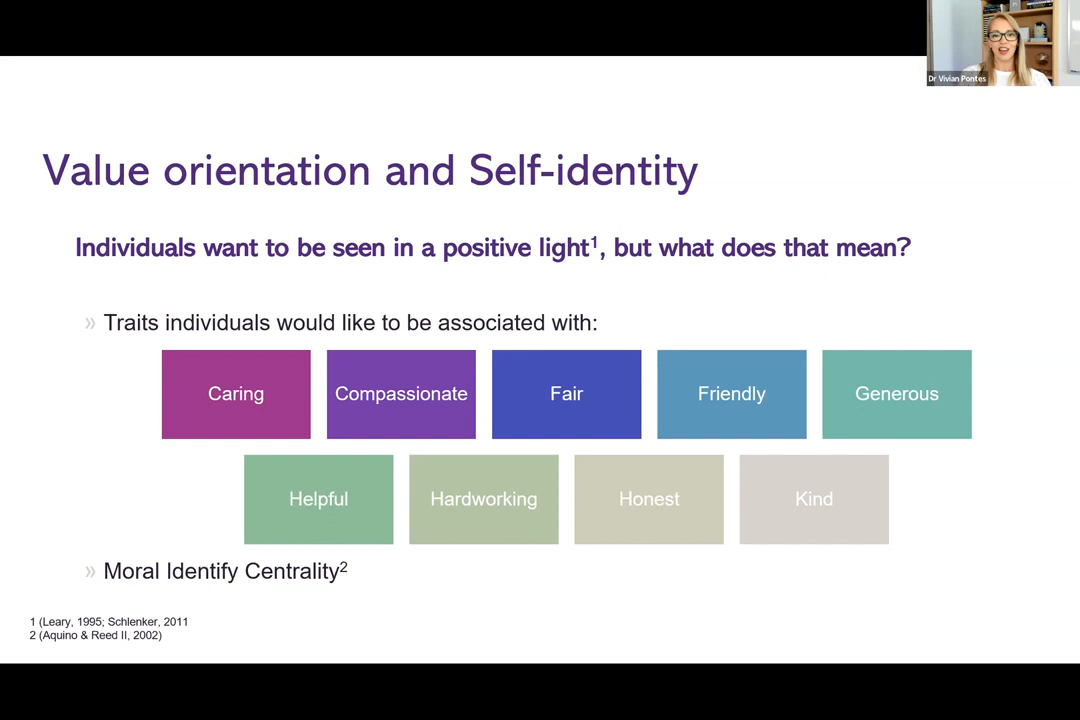 Dr Vivian Pontes
Value orientation and Self-identity
Individuals want to be seen in a positive light1, but what does that mean?
» Traits individuals would like to be associated with:
Caring
Compassionate
Fair
Friendly
Generous
Helpful
Hardworking
Honest
Kind
» Moral Identify Centrality2
1 (Leary, 1995; Schlenker, 2011
2 (Aquino & Reed II, 2002)